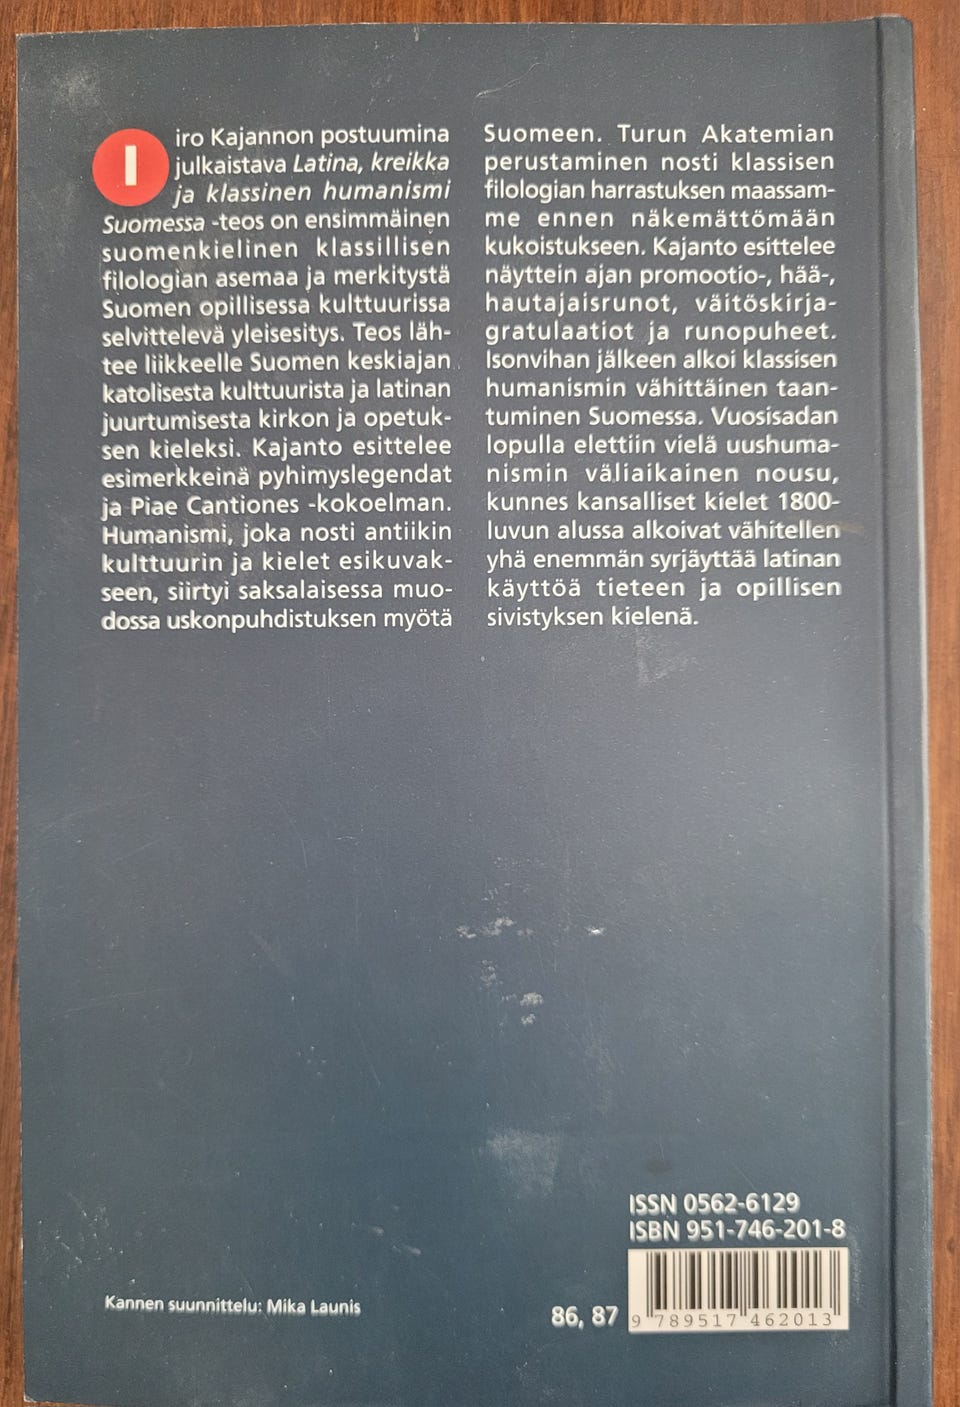 Iiro Kajannon postuumina
julkaistava Latina, kreikka
ja klassinen humanismi
Suomessa -teos on ensimmäinen
suomenkielinen klassillisen
filologian asemaa ja merkitystä
Suomen opillisessa kulttuurissa
selvittelevä yleisesitys. Teos läh-
tee liikkeelle Suomen keskiajan
katolisesta kulttuurista ja latinan
juurtumisesta kirkon ja opetuk-
sen kieleksi. Kajanto esittelee
esimerkkeinä pyhimyslegendat
ja Piae Cantiones -kokoelman.
Humanismi, joka nosti antiikin
kulttuurin ja kielet esikuvak-
seen, siirtyi saksalaisessa muo-
dossa uskonpuhdistuksen myötä
Suomeen. Turun Akatemian
perustaminen nosti klassisen
filologian harrastuksen maassam-
me ennen näkemättömään
kukoistukseen. Kajanto esittelee
näyttein ajan promootio-, hää-,
hautajaisrunot, väitöskirja-
gratulaatiot ja runopuheet.
Isonvihan jälkeen alkoi klassisen
humanismin vähittäinen taan-
tuminen Suomessa. Vuosisadan
lopulla elettiin vielä uushuma-
nismin väliaikainen nousu,
kunnes kansalliset kielet 1800-
luvun alussa alkoivat vähitellen
yhä enemmän syrjäyttää latinan
käyttöä tieteen ja opillisen
sivistyksen kielenä.
ISSN 0562-6129
ISBN 951-746-201-8
Kannen suunnittelu: Mika Launis
86, 87
9 789517 462013